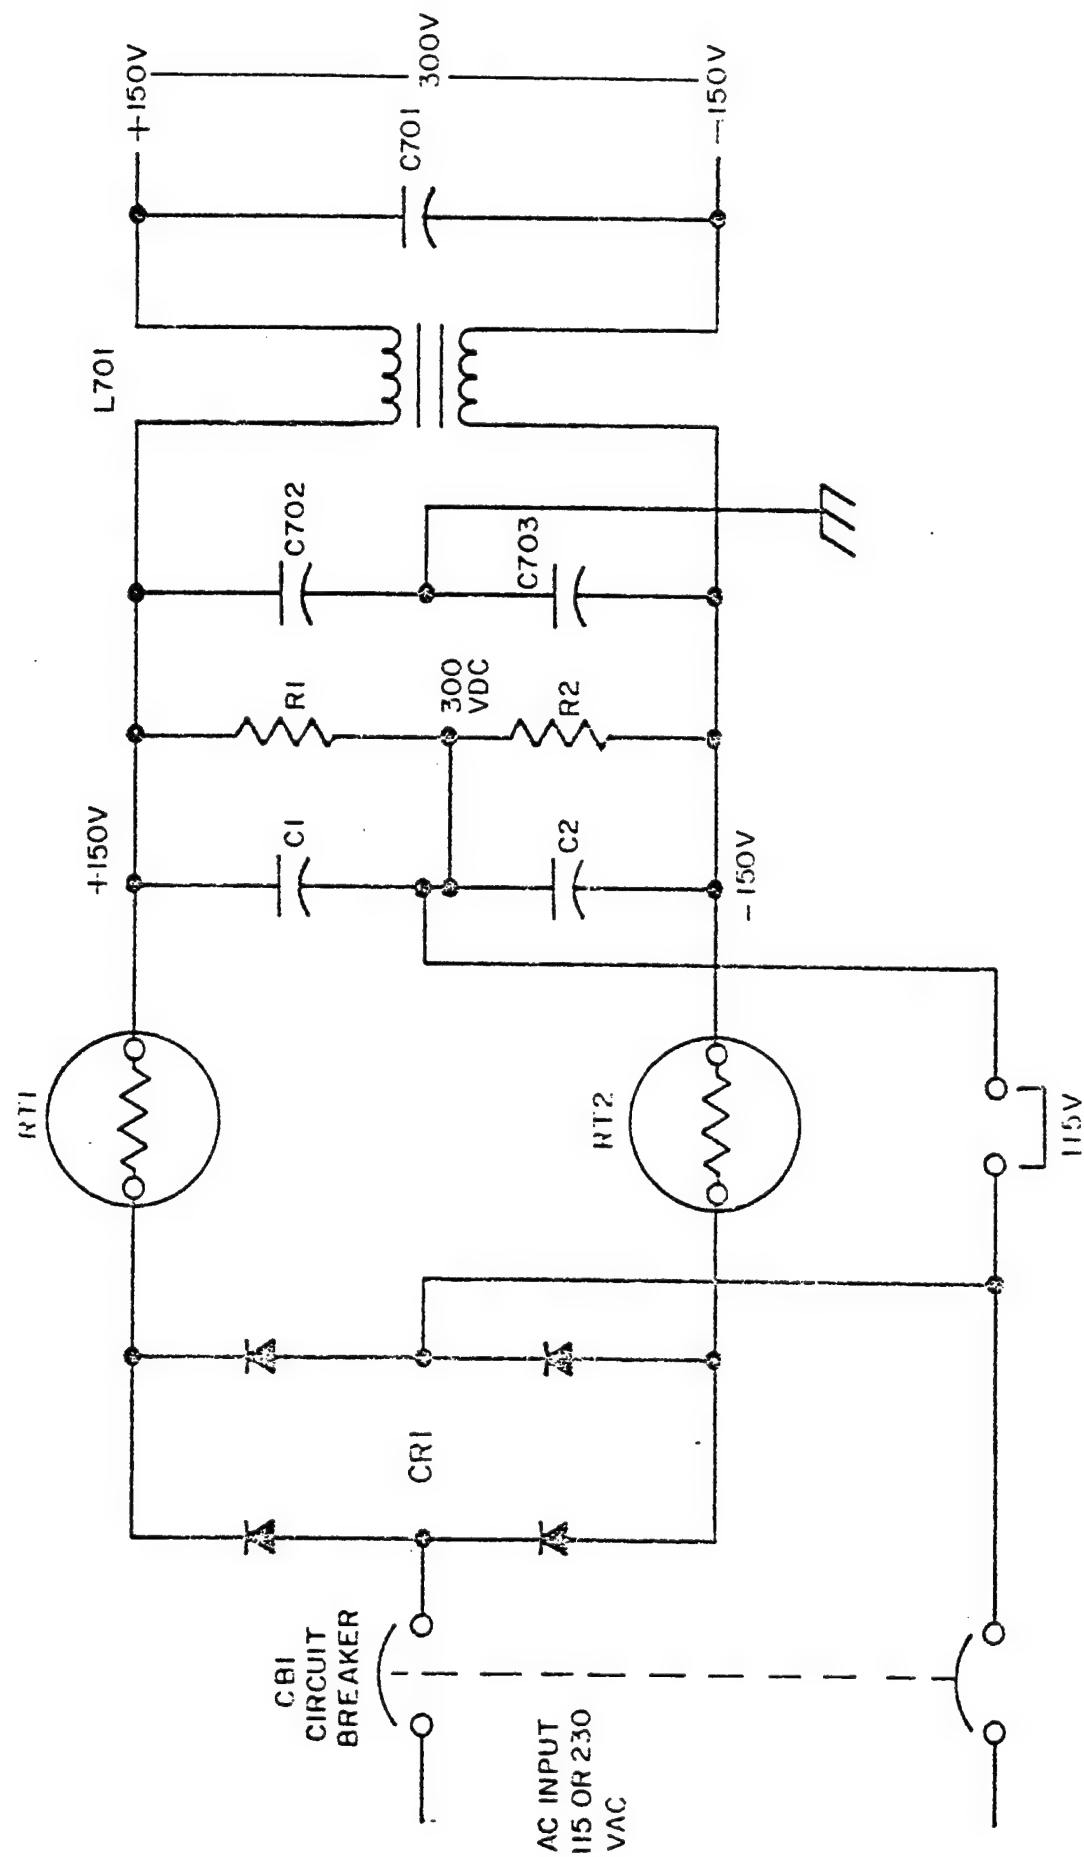 CB1
CIRCUIT
BREAKER
AC INPUT
115 OR 230
VAC
CR1
RT1
RT2
115V
+150V
C1
C2
-150V
R1
300
VDC
R2
C702
C703
L701
C701
+150V
300V
-150V